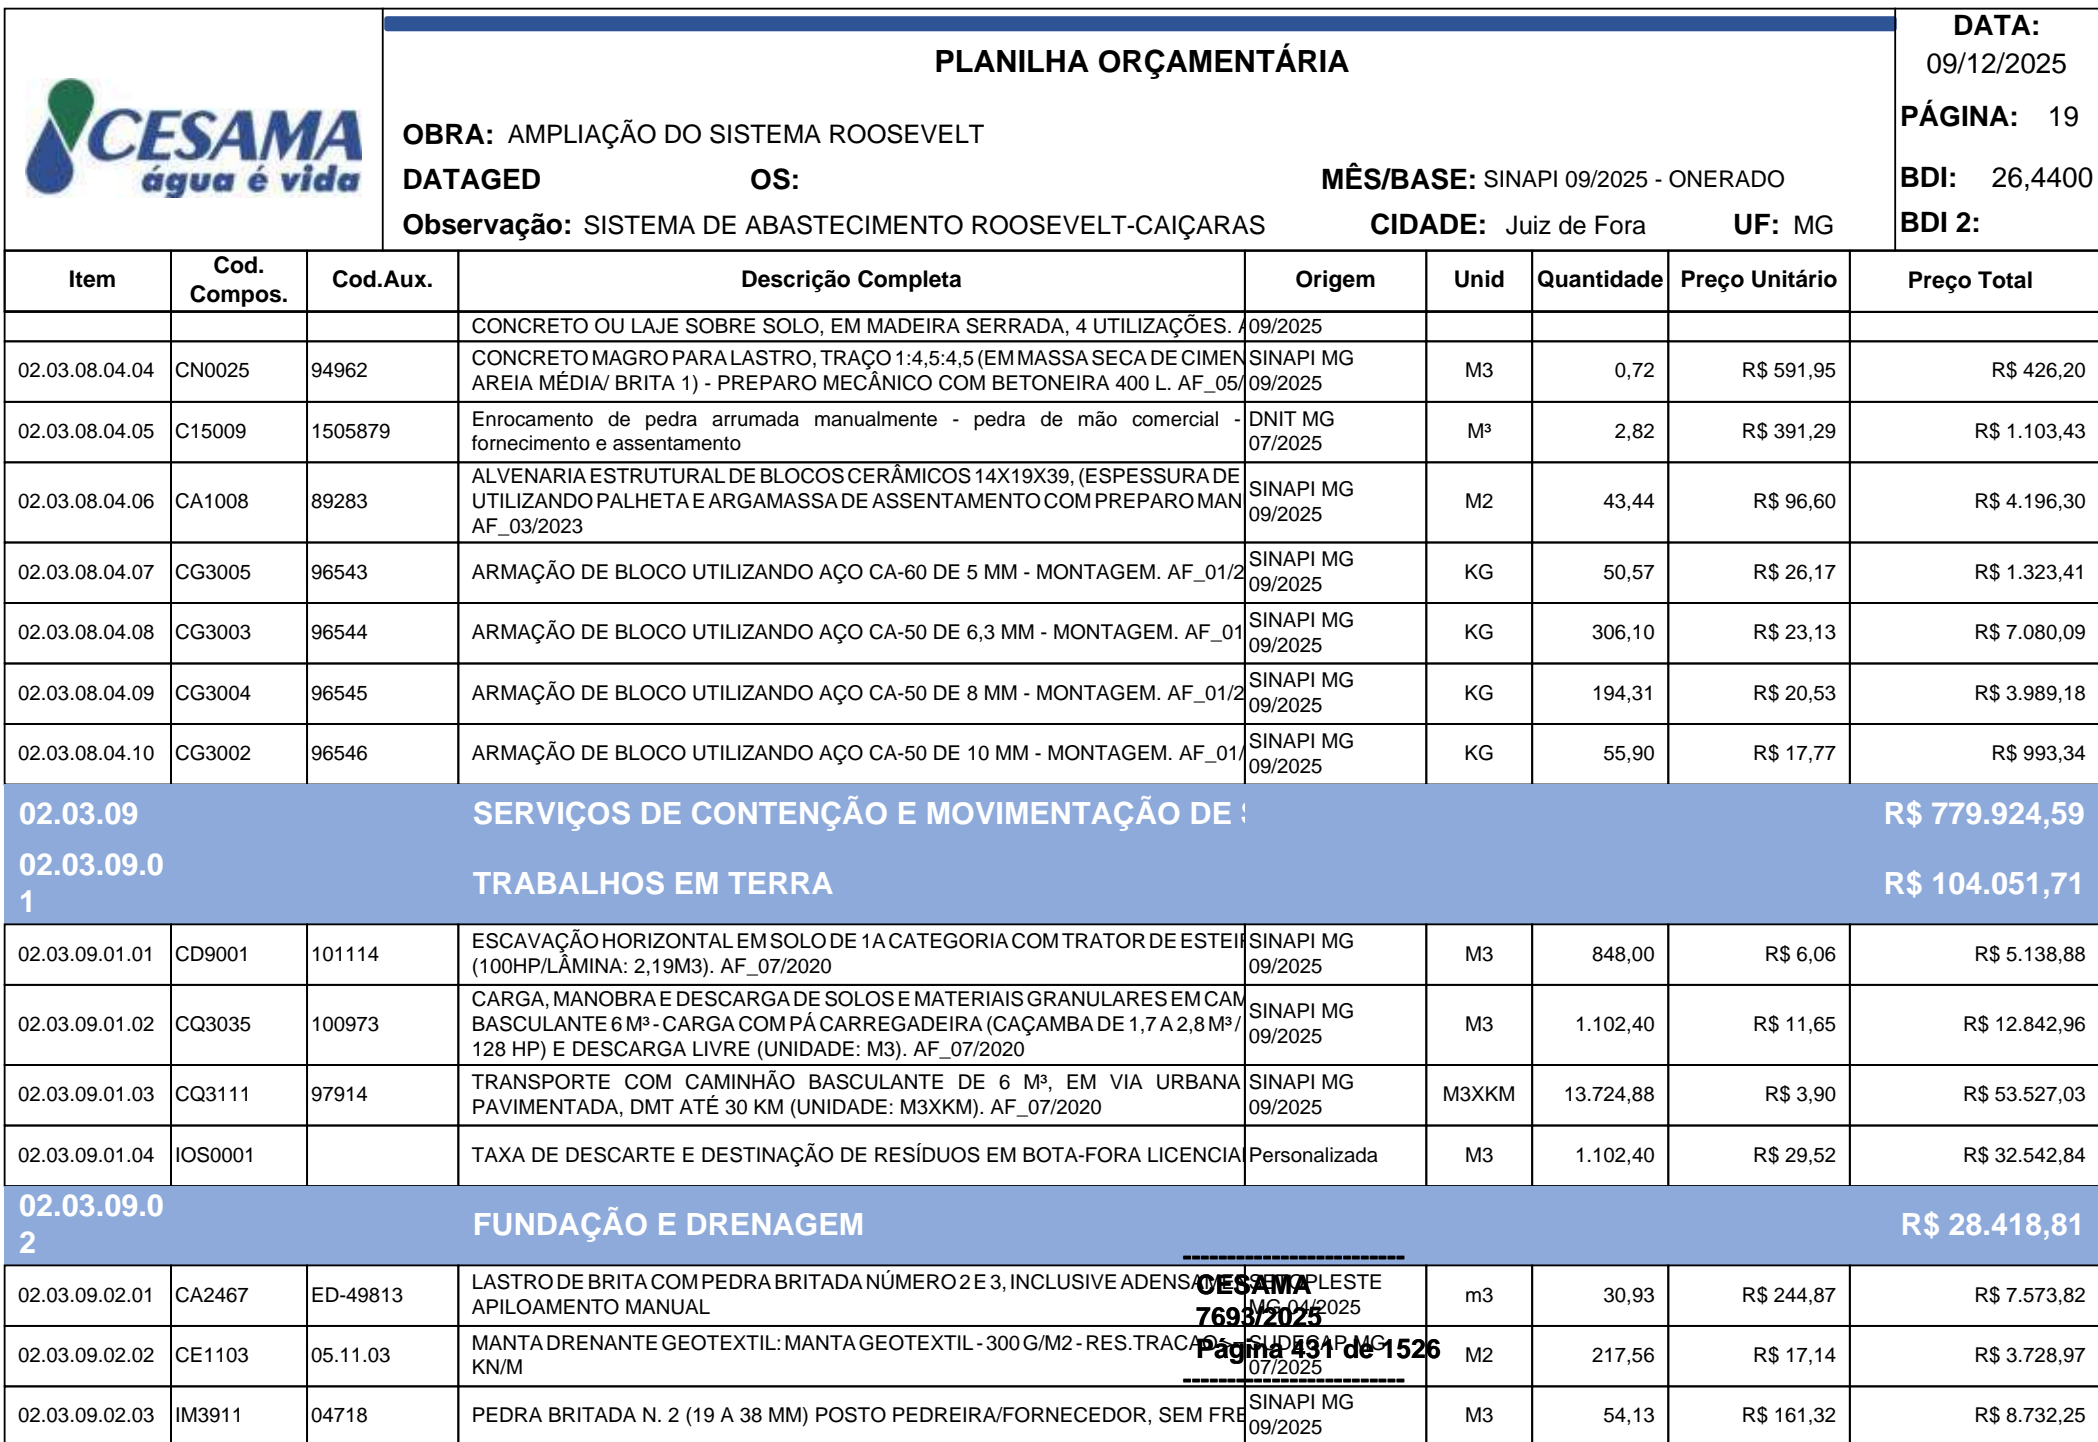 CESAMA
água é vida
PLANILHA ORÇAMENTÁRIA
DATA:
09/12/2025
PÁGINA: 19
OBRA: AMPLIAÇÃO DO SISTEMA ROOSEVELT
DATAGED OS: MÊS/BASE: SINAPI 09/2025 - ONERADO BDI: 26,4400
Observação: SISTEMA DE ABASTECIMENTO ROOSEVELT-CAIÇARAS CIDADE: Juiz de Fora UF: MG BDI 2:
Item Cod. Compos. Cod.Aux. Descrição Completa Origem Unid Quantidade Preço Unitário Preço Total
CONCRETO OU LAJE SOBRE SOLO, EM MADEIRA SERRADA, 4 UTILIZAÇÕES. 09/2025
02.03.08.04.04 CN0025 94962 CONCRETO MAGRO PARA LASTRO, TRAÇO 1:4,5:4,5 (EM MASSA SECA DE CIMEN SINAPI MG M3 0,72 R$ 591,95 R$ 426,20
AREIA MÉDIA/ BRITA 1) - PREPARO MECÂNICO COM BETONEIRA 400 L. AF_05/ 09/2025
02.03.08.04.05 C15009 1505879 Enrocamento de pedra arrumada manualmente - pedra de mão comercial - DNIT MG M³ 2,82 R$ 391,29 R$ 1.103,43
fornecimento e assentamento 07/2025
02.03.08.04.06 CA1008 89283 ALVENARIA ESTRUTURAL DE BLOCOS CERÂMICOS 14X19X39, (ESPESSURA DE SINAPI MG M2 43,44 R$ 96,60 R$ 4.196,30
UTILIZANDO PALHETA E ARGAMASSA DE ASSENTAMENTO COM PREPARO MAN 09/2025
AF_03/2023
02.03.08.04.07 CG3005 96543 ARMAÇÃO DE BLOCO UTILIZANDO AÇO CA-60 DE 5 MM - MONTAGEM. AF_01/2 SINAPI MG 09/2025 KG 50,57 R$ 26,17 R$ 1.323,41
02.03.08.04.08 CG3003 96544 ARMAÇÃO DE BLOCO UTILIZANDO AÇO CA-50 DE 6,3 MM - MONTAGEM. AF_01 SINAPI MG 09/2025 KG 306,10 R$ 23,13 R$ 7.080,09
02.03.08.04.09 CG3004 96545 ARMAÇÃO DE BLOCO UTILIZANDO AÇO CA-50 DE 8 MM - MONTAGEM. AF_01/2 SINAPI MG 09/2025 KG 194,31 R$ 20,53 R$ 3.989,18
02.03.08.04.10 CG3002 96546 ARMAÇÃO DE BLOCO UTILIZANDO AÇO CA-50 DE 10 MM - MONTAGEM. AF_01/ SINAPI MG 09/2025 KG 55,90 R$ 17,77 R$ 993,34
02.03.09 SERVIÇOS DE CONTENÇÃO E MOVIMENTAÇÃO DE R$ 779.924,59
02.03.09.01 TRABALHOS EM TERRA R$ 104.051,71
02.03.09.01.01 CD9001 101114 ESCAVAÇÃO HORIZONTAL EM SOLO DE 1A CATEGORIA COM TRATOR DE ESTEI SINAPI MG M3 848,00 R$ 6,06 R$ 5.138,88
(100HP/LÂMINA: 2,19M3). AF_07/2020 09/2025
02.03.09.01.02 CQ3035 100973 CARGA, MANOBRA E DESCARGA DE SOLOS E MATERIAIS GRANULARES EM CAM SINAPI MG M3 1.102,40 R$ 11,65 R$ 12.842,96
BASCULANTE 6 M³ - CARGA COM PÁ CARREGADEIRA (CAÇAMBA DE 1,7 A 2,8 M³ / 09/2025
128 HP) E DESCARGA LIVRE (UNIDADE: M3). AF_07/2020
02.03.09.01.03 CQ3111 97914 TRANSPORTE COM CAMINHÃO BASCULANTE DE 6 M³, EM VIA URBANA SINAPI MG M3XKM 13.724,88 R$ 3,90 R$ 53.527,03
PAVIMENTADA, DMT ATÉ 30 KM (UNIDADE: M3XKM). AF_07/2020 09/2025
02.03.09.01.04 IOS0001 TAXA DE DESCARTE E DESTINAÇÃO DE RESÍDUOS EM BOTA-FORA LICENCIA Personalizada M3 1.102,40 R$ 29,52 R$ 32.542,84
02.03.09.02 FUNDAÇÃO E DRENAGEM R$ 28.418,81
02.03.09.02.01 CA2467 ED-49813 LASTRO DE BRITA COM PEDRA BRITADA NÚMERO 2 E 3, INCLUSIVE ADENSAME SETOPLESTE m3 30,93 R$ 244,87 R$ 7.573,82
APILOAMENTO MANUAL MG 04/2025
02.03.09.02.02 CE1103 05.11.03 MANTA DRENANTE GEOTEXTIL: MANTA GEOTEXTIL - 300 G/M2 - RES.TRACAO SUDECAP MG M2 217,56 R$ 17,14 R$ 3.728,97
KN/M 07/2025
02.03.09.02.03 IM3911 04718 PEDRA BRITADA N. 2 (19 A 38 MM) POSTO PEDREIRA/FORNECEDOR, SEM FRE SINAPI MG 09/2025 M3 54,13 R$ 161,32 R$ 8.732,25
-------------------------
CESAMA
7693/2025
Página 431 de 1526
-------------------------